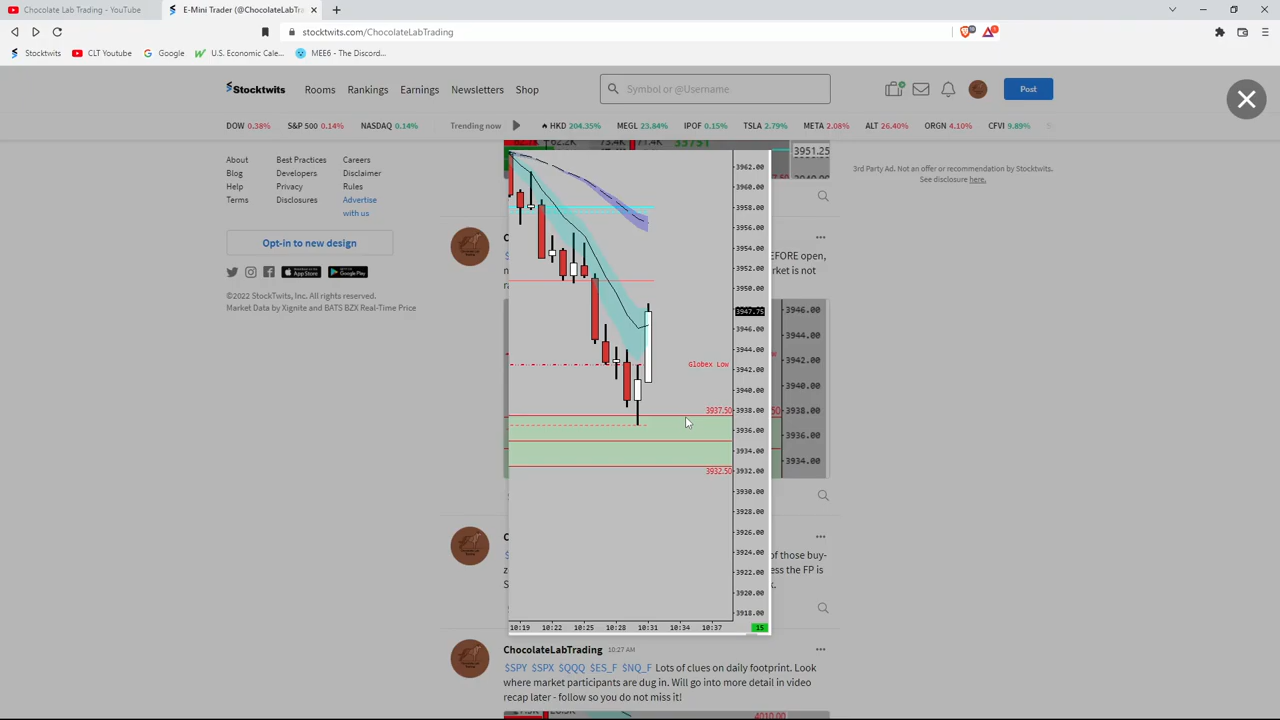 Chocolate Lab Trading - YouTube
E-Mini Trader (@ChocolateLabTra
stocktwits.com/ChocolateLabTrading
Stocktwits
CLT Youtube
Google
U.S. Economic Cale...
MEE6 - The Discord...
Stocktwits
Rooms
Rankings
Earnings
Newsletters
Shop
Symbol or @Username
Post
DOW 0.38%
S&P 500 0.14%
NASDAQ 0.14%
Trending now
HKD 204.35%
MEGL 23.84%
IPOF 0.15%
TSLA 2.79%
META 2.08%
ALT 26.40%
ORGN 4.10%
CFVI 9.89%
About
Best Practices
Careers
Blog
Developers
Disclaimer
Help
Privacy
Rules
Terms
Disclosures
Advertise
with us
Opt-in to new design
App Store
Google Play
©2022 StockTwits, Inc. All rights reserved.
Market Data by Xignite and BATS BZX Real-Time Price
3rd Party Ad. Not an offer or recommendation by Stocktwits.
See disclosure here.
3951.25
EFORE open,
rket is not
3946.00
3942.00
3940.00
3938.00
3936.00
3934.00
3962.00
3960.00
3958.00
3956.00
3954.00
3952.00
3950.00
3947.75
3946.00
3944.00
3942.00
3940.00
3938.00
3936.00
3934.00
3932.00
3930.00
3928.00
3926.00
3924.00
3922.00
3920.00
3918.00
Globex Low
3937.50
3932.50
10:19
10:22
10:25
10:28
10:31
10:34
10:37
15
of those buy-
ess the FP is
ChocolateLabTrading 10:27 AM
$SPY $SPX $QQQ $ES_F $NQ_F Lots of clues on daily footprint. Look
where market participants are dug in. Will go into more detail in video
recap later - follow so you do not miss it!
4010.00